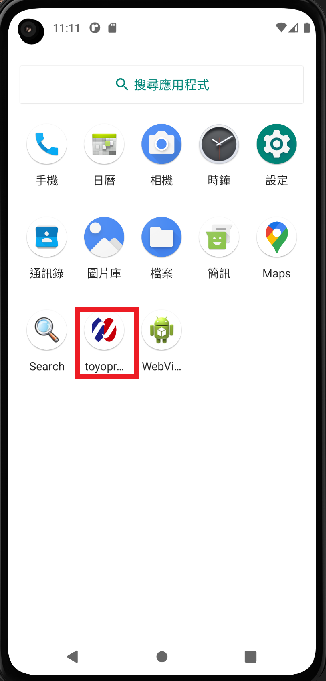 11:11
搜尋應用程式
手機
日曆
相機
時鐘
設定
通訊錄
圖片庫
檔案
簡訊
Maps
Search
toyopr...
WebVi...